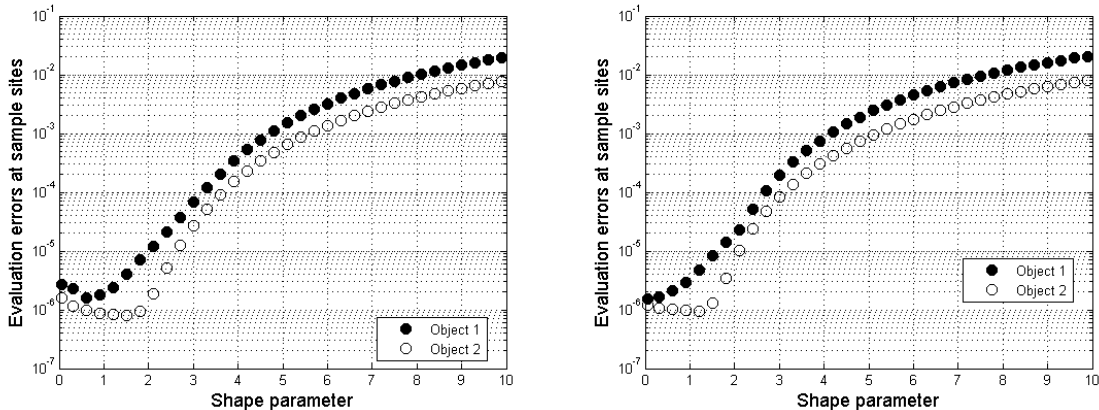 10^-1
10^-2
10^-3
10^-4
10^-5
10^-6
10^-7
Evaluation errors at sample sites
Object 1
Object 2
0 1 2 3 4 5 6 7 8 9 10
Shape parameter
10^-1
10^-2
10^-3
10^-4
10^-5
10^-6
10^-7
Evaluation errors at sample sites
Object 1
Object 2
0 1 2 3 4 5 6 7 8 9 10
Shape parameter